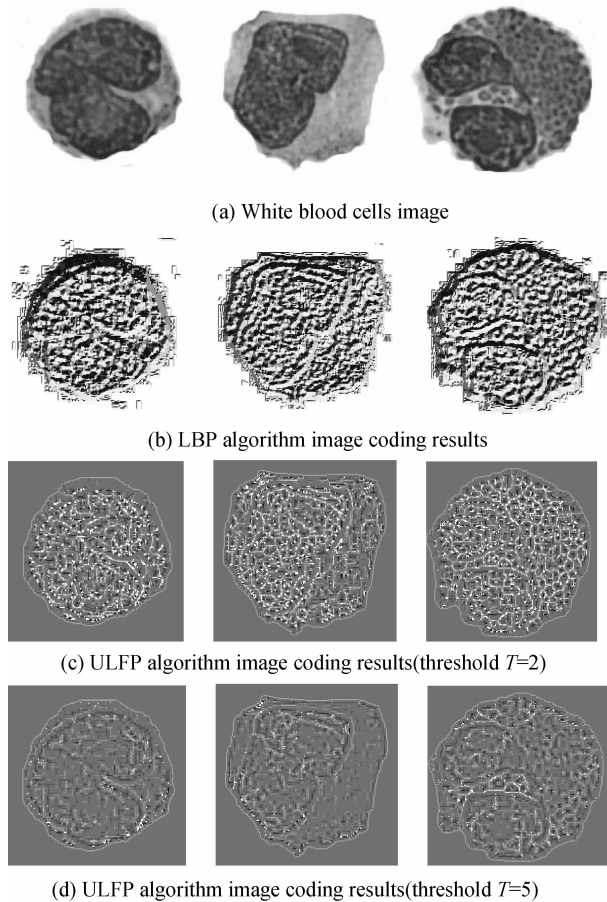 (a) White blood cells image
(b) LBP algorithm image coding results
(c) ULFP algorithm image coding results(threshold T=2)
(d) ULFP algorithm image coding results(threshold T=5)